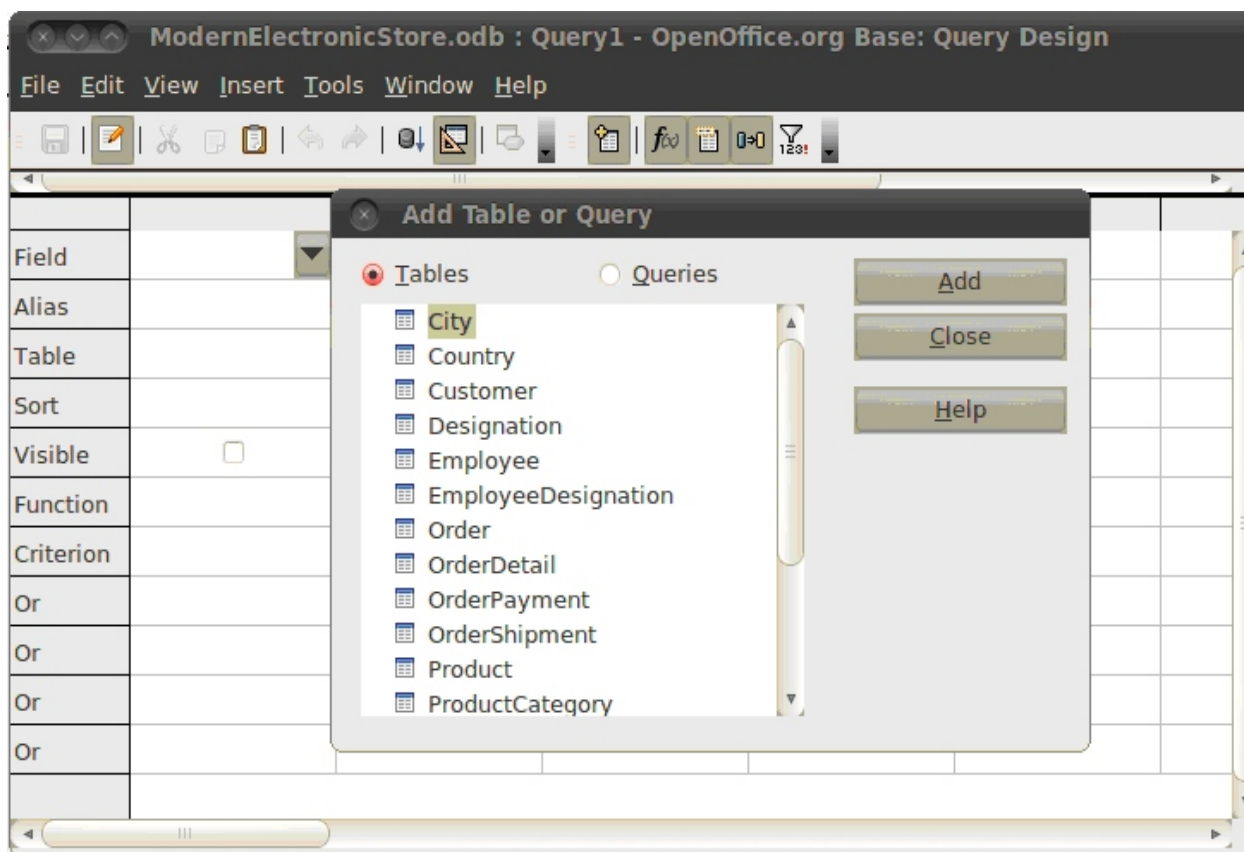 ModernElectronicStore.odb : Query1 - OpenOffice.org Base: Query Design
File Edit View Insert Tools Window Help
f(x) 123!
Add Table or Query
Tables Queries
Add
Close
Help
City
Country
Customer
Designation
Employee
EmployeeDesignation
Order
OrderDetail
OrderPayment
OrderShipment
Product
ProductCategory
Field
Alias
Table
Sort
Visible
Function
Criterion
Or
Or
Or
Or